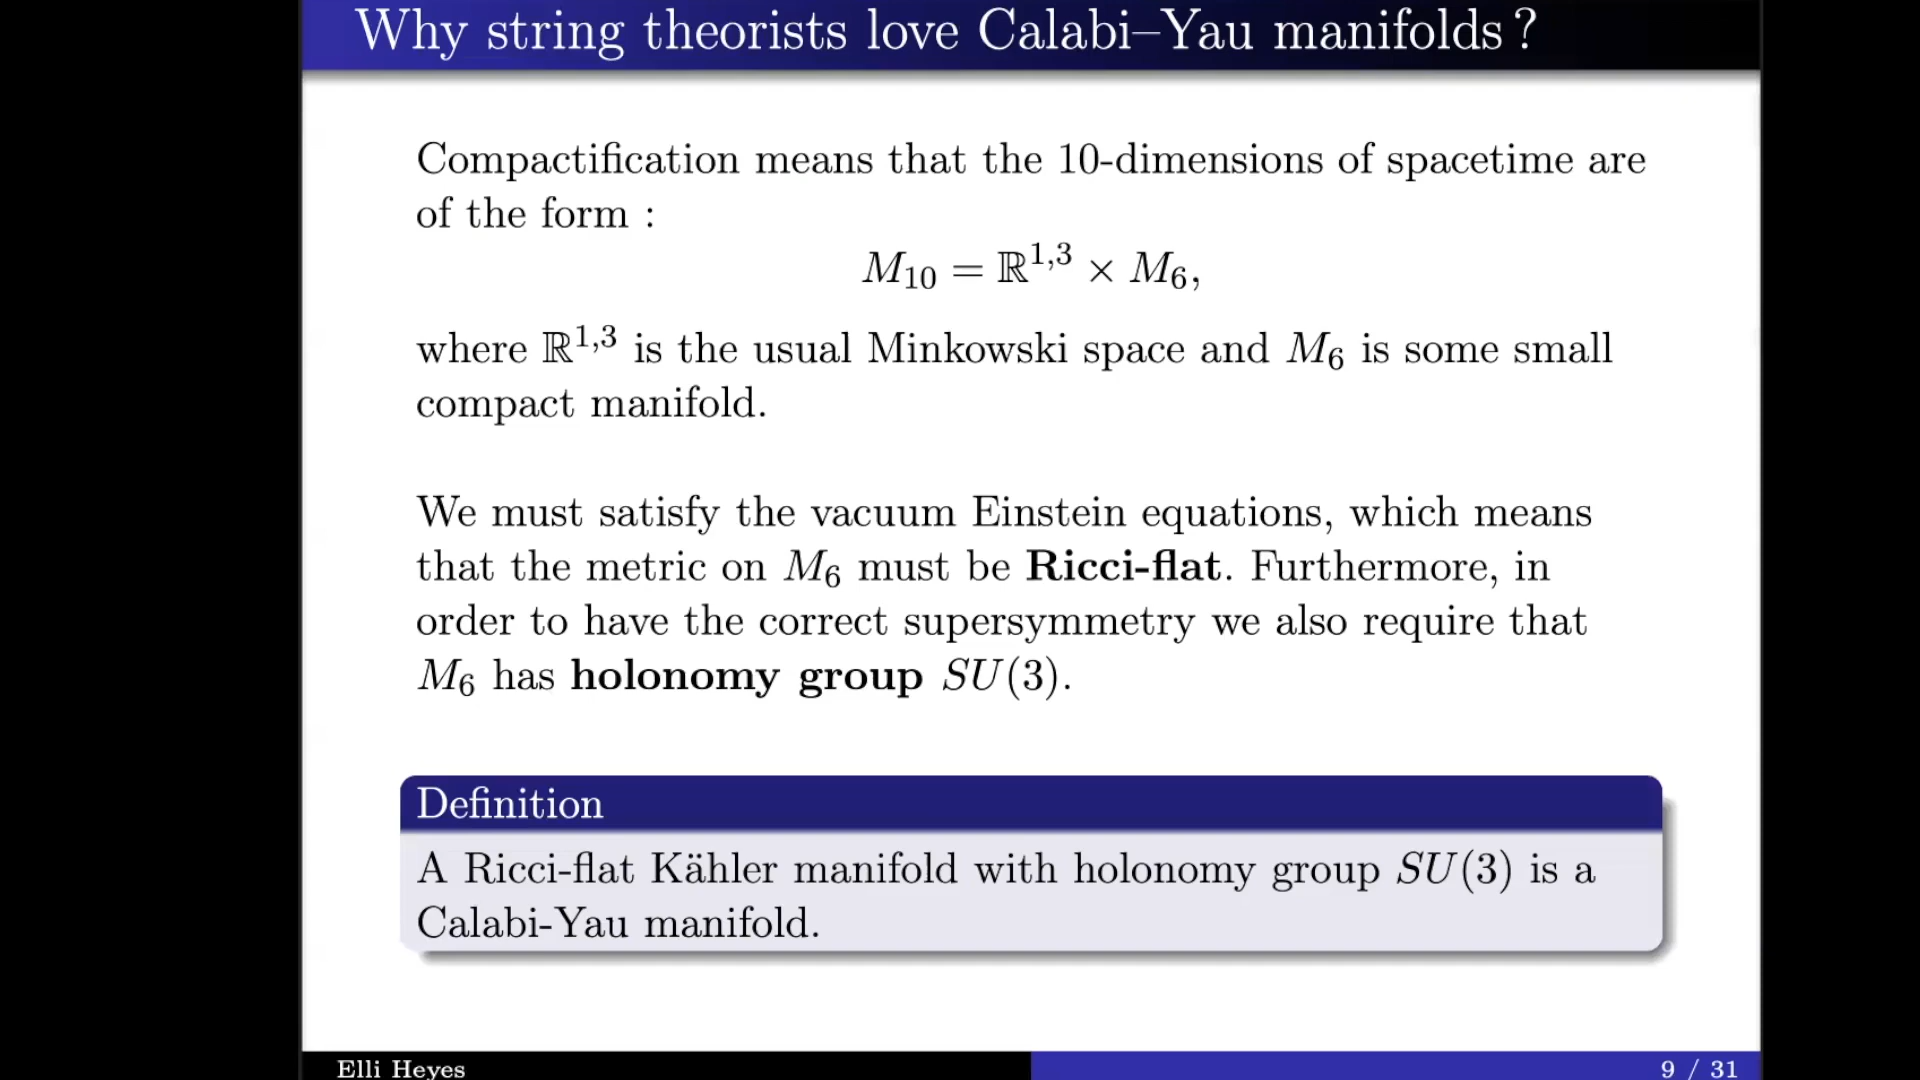 Why string theorists love Calabi–Yau manifolds ?
Compactification means that the 10-dimensions of spacetime are
of the form :
M₁₀ = ℝ¹,³ × M₆,
where ℝ¹,³ is the usual Minkowski space and M₆ is some small
compact manifold.
We must satisfy the vacuum Einstein equations, which means
that the metric on M₆ must be Ricci-flat. Furthermore, in
order to have the correct supersymmetry we also require that
M₆ has holonomy group SU(3).
Definition
A Ricci-flat Kähler manifold with holonomy group SU(3) is a
Calabi-Yau manifold.
Elli Heyes
9 / 31